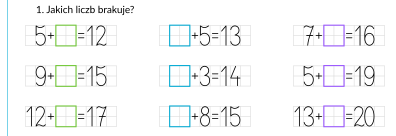 1. Jakich liczb brakuje?
5+□=12 □+5=13 7+□=16
9+□=15 □+3=14 5+□=19
12+□=17 □+8=15 13+□=20